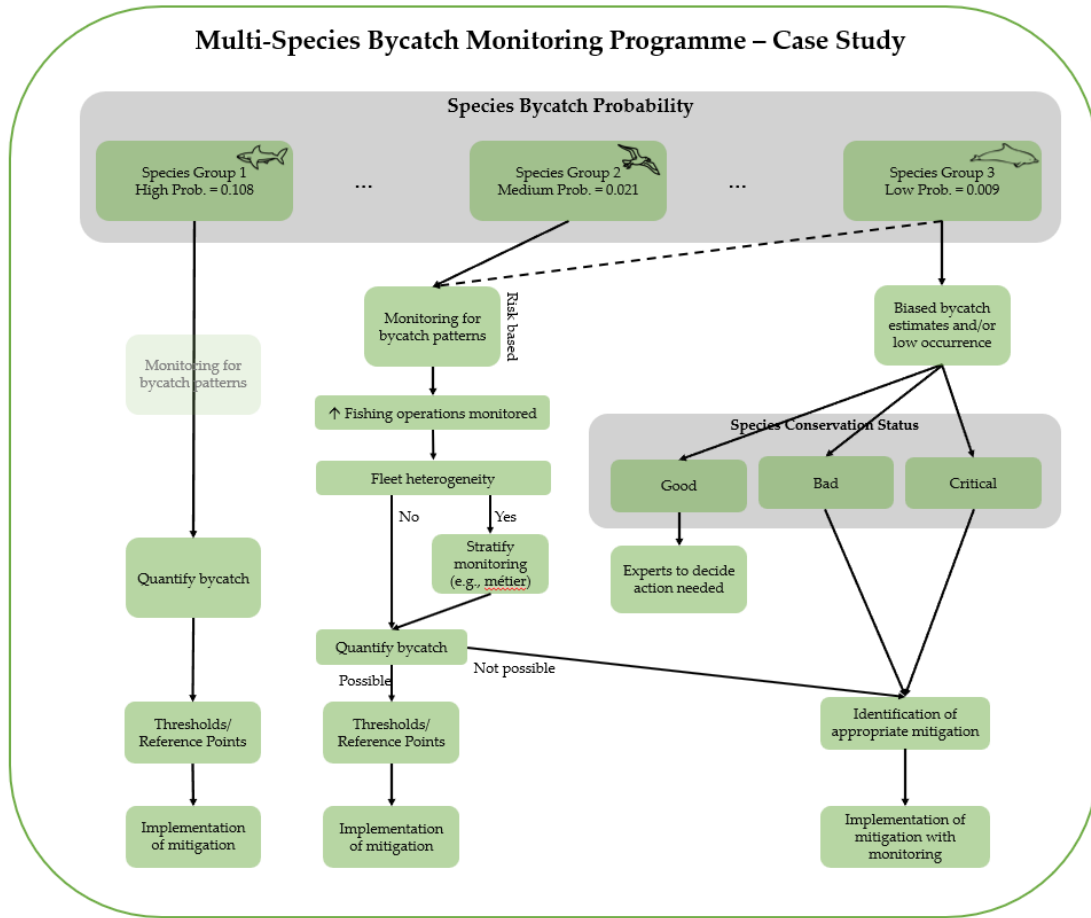 Multi-Species Bycatch Monitoring Programme – Case Study
Species Bycatch Probability
Species Group 1
High Prob. = 0.108
...
Species Group 2
Medium Prob. = 0.021
...
Species Group 3
Low Prob. = 0.009
Monitoring for
bycatch patterns
Monitoring for
bycatch patterns
Risk based
Biased bycatch
estimates and/or
low occurrence
↑ Fishing operations monitored
Species Conservation Status
Fleet heterogeneity
Good
Bad
Critical
No
Yes
Quantify bycatch
Stratify
monitoring
(e.g., métier)
Experts to decide
action needed
Quantify bycatch
Possible
Not possible
Thresholds/
Reference Points
Thresholds/
Reference Points
Identification of
appropriate mitigation
Implementation
of mitigation
Implementation
of mitigation
Implementation of
mitigation with
monitoring